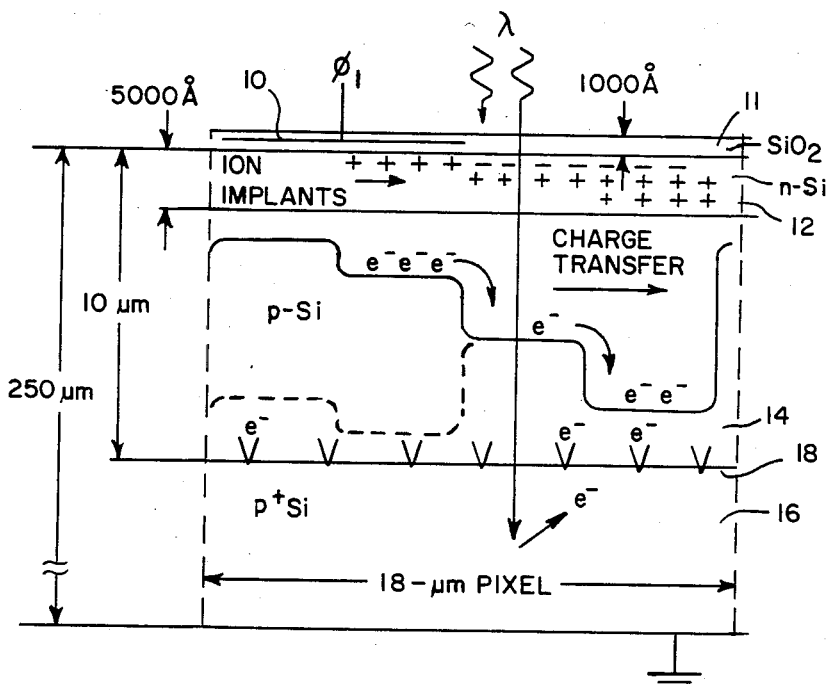 λ
10
ϕ1
5000Å
1000Å
11
SiO2
+ + + +
ION
IMPLANTS
n-Si
12
CHARGE
TRANSFER
e- e- e-
10 µm
p-Si
e-
250 µm
e- e-
14
e-
e-
e-
18
p+Si
e-
16
18-µm PIXEL